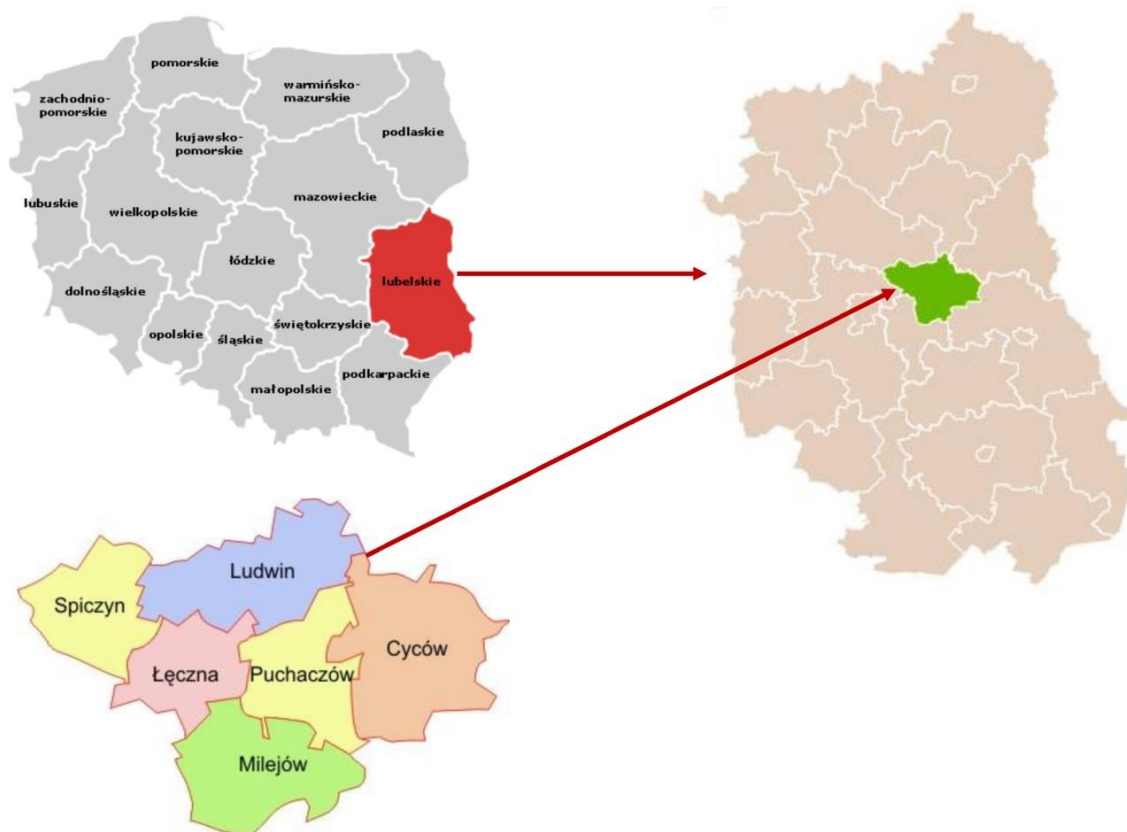 pomorskie
zachodnio-
pomorskie
warmińsko-
mazurskie
podlaskie
kujawsko-
pomorskie
lubuskie
wielkopolskie
mazowieckie
łódzkie
lubelskie
dolnośląskie
opolskie
śląskie
świętokrzyskie
małopolskie
podkarpackie
Ludwin
Spiczyn
Cyców
Łęczna
Puchaczów
Milejów